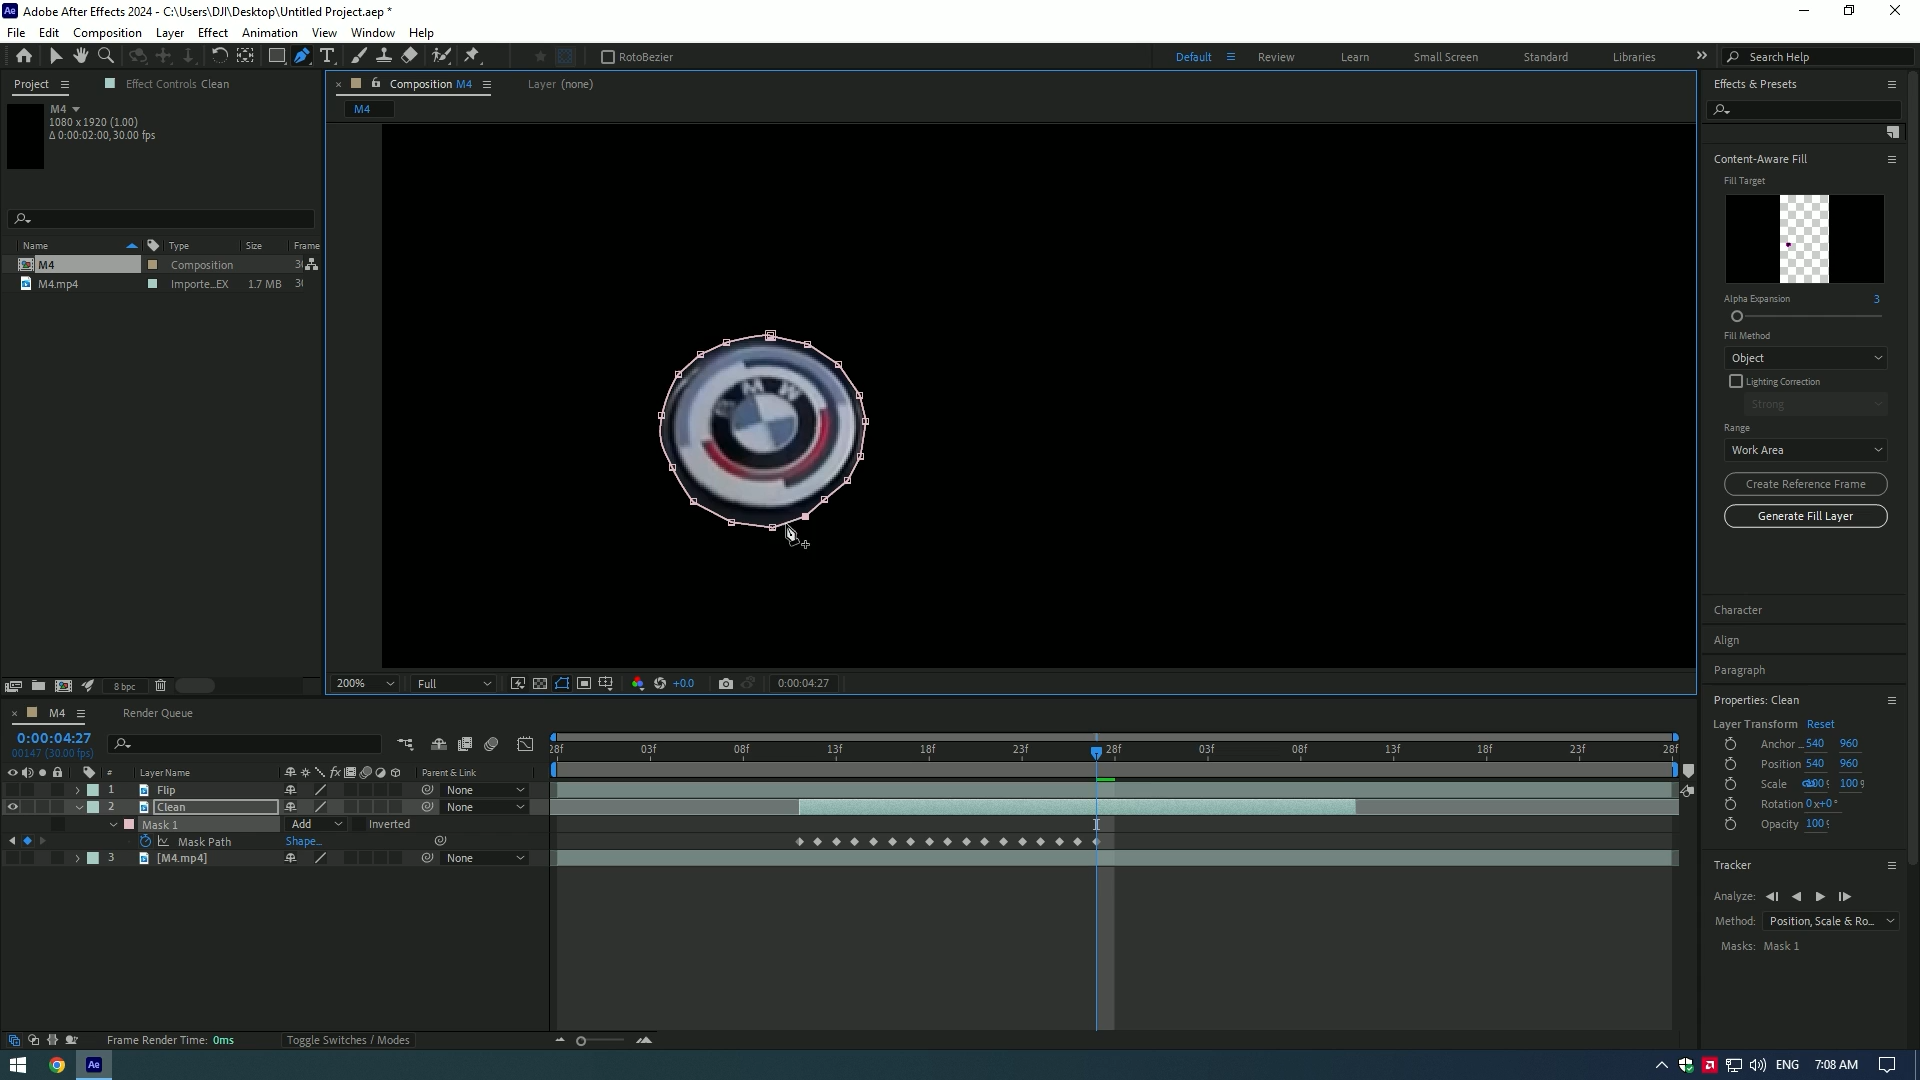 Adobe After Effects 2024 - C:\Users\DJI\Desktop\Untitled Project.aep *
File Edit Composition Layer Effect Animation View Window Help
RotoBezier Default Review Learn Small Screen Standard Libraries Search Help
Project Effect Controls Clean
Composition M4 Layer (none)
M4
M4
1080 x 1920 (1.00)
Δ 0:00:02:00, 30.00 fps
Name Type Size Frame
M4 Composition 30
M4.mp4 Importe...EX 1.7 MB 30
8 bpc
B M W
200% Full +0.0 0:00:04:27
Effects & Presets
Content-Aware Fill
Fill Target
Alpha Expansion 3
Fill Method
Object
Lighting Correction
Strong
Range
Work Area
Create Reference Frame
Generate Fill Layer
Character
Align
Paragraph
Properties: Clean
Layer Transform Reset
Anchor ... 540 960
Position 540 960
Scale 100 100
Rotation 0x+0°
Opacity 100
Tracker
Analyze:
Method: Position, Scale & Ro...
Masks: Mask 1
M4 Render Queue
0:00:04:27
00147 (30.00 fps)
28f 03f 08f 13f 18f 23f 28f 03f 08f 13f 18f 23f 28f
# Layer Name fx Parent & Link
1 Flip None
2 Clean None
Mask 1 Add Inverted
Mask Path Shape...
3 [M4.mp4] None
Frame Render Time: 0ms Toggle Switches / Modes
Ae ENG 7:08 AM